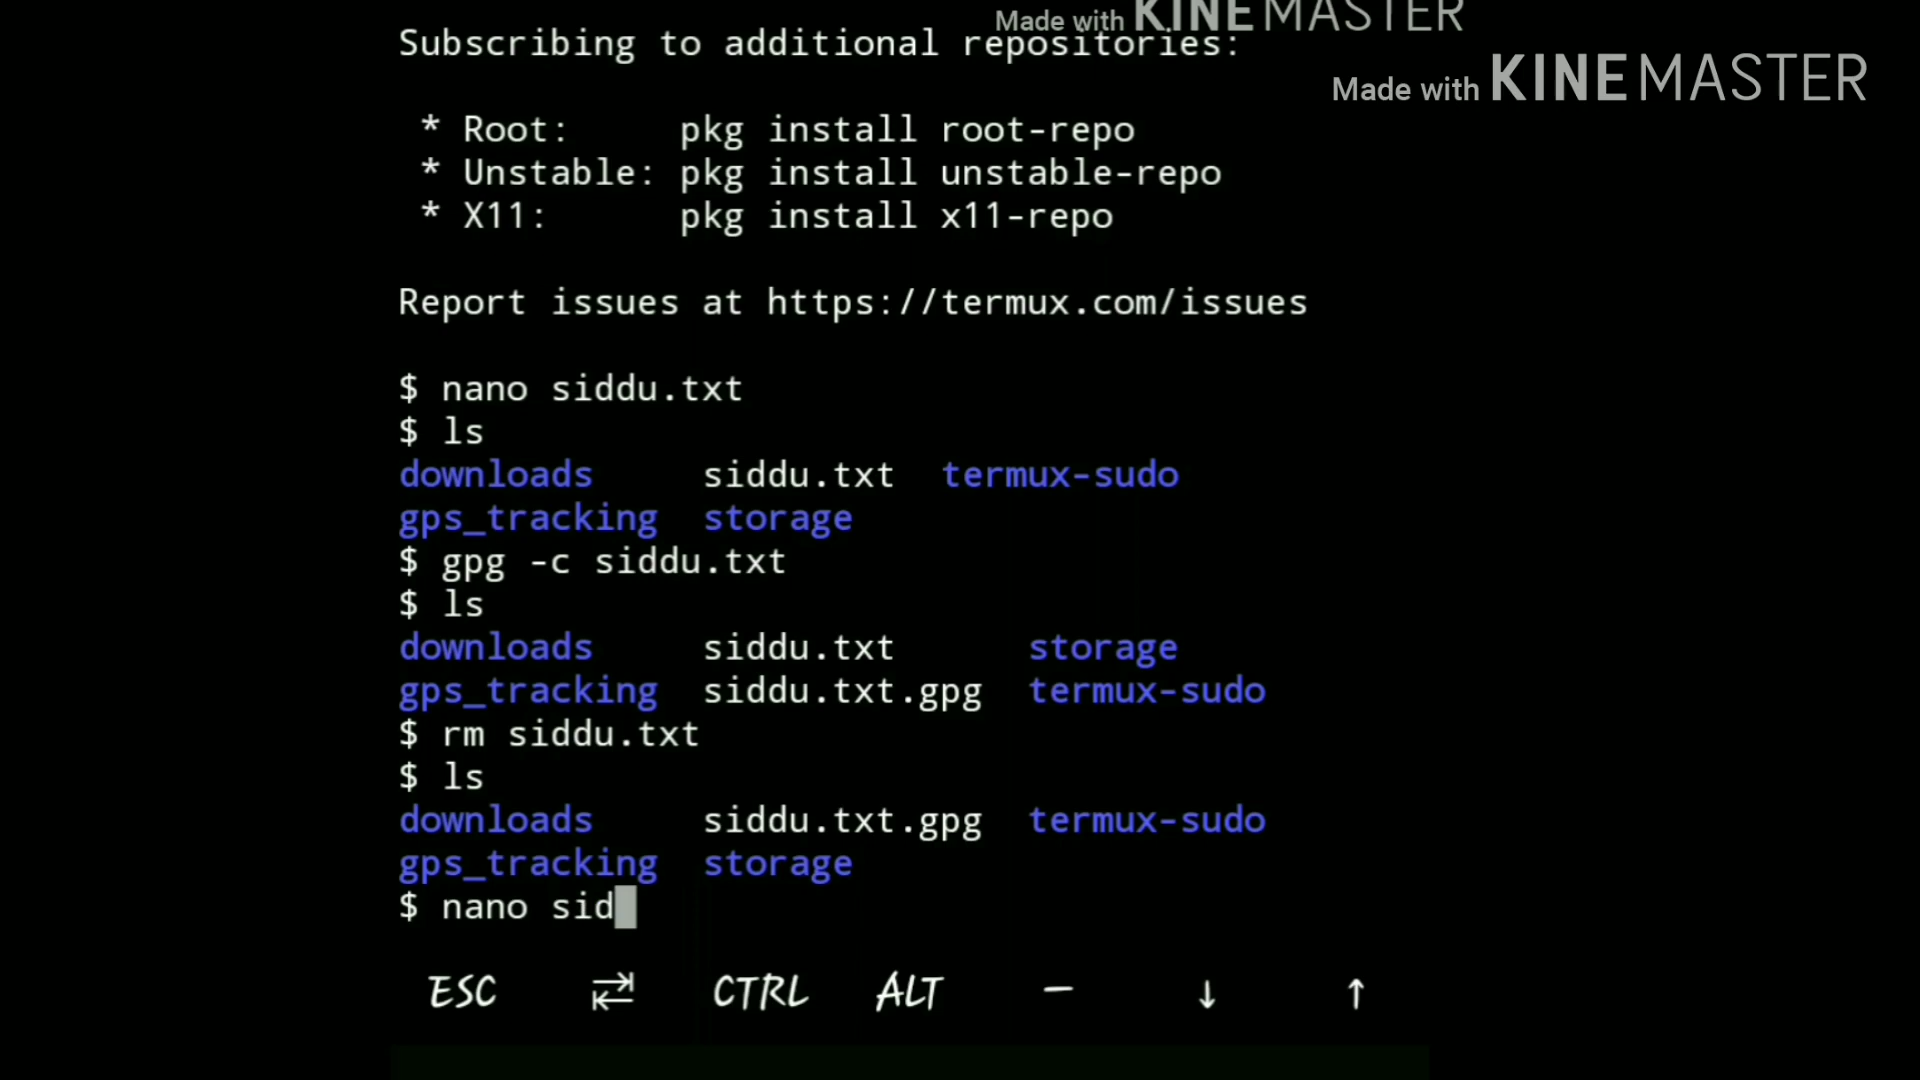 Made with KINEMASTER
Subscribing to additional repositories:
Made with KINEMASTER
* Root: pkg install root-repo
* Unstable: pkg install unstable-repo
* X11: pkg install x11-repo
Report issues at https://termux.com/issues
$ nano siddu.txt
$ ls
downloads siddu.txt termux-sudo
gps_tracking storage
$ gpg -c siddu.txt
$ ls
downloads siddu.txt storage
gps_tracking siddu.txt.gpg termux-sudo
$ rm siddu.txt
$ ls
downloads siddu.txt.gpg termux-sudo
gps_tracking storage
$ nano sid
ESC ⇄ CTRL ALT — ↓ ↑